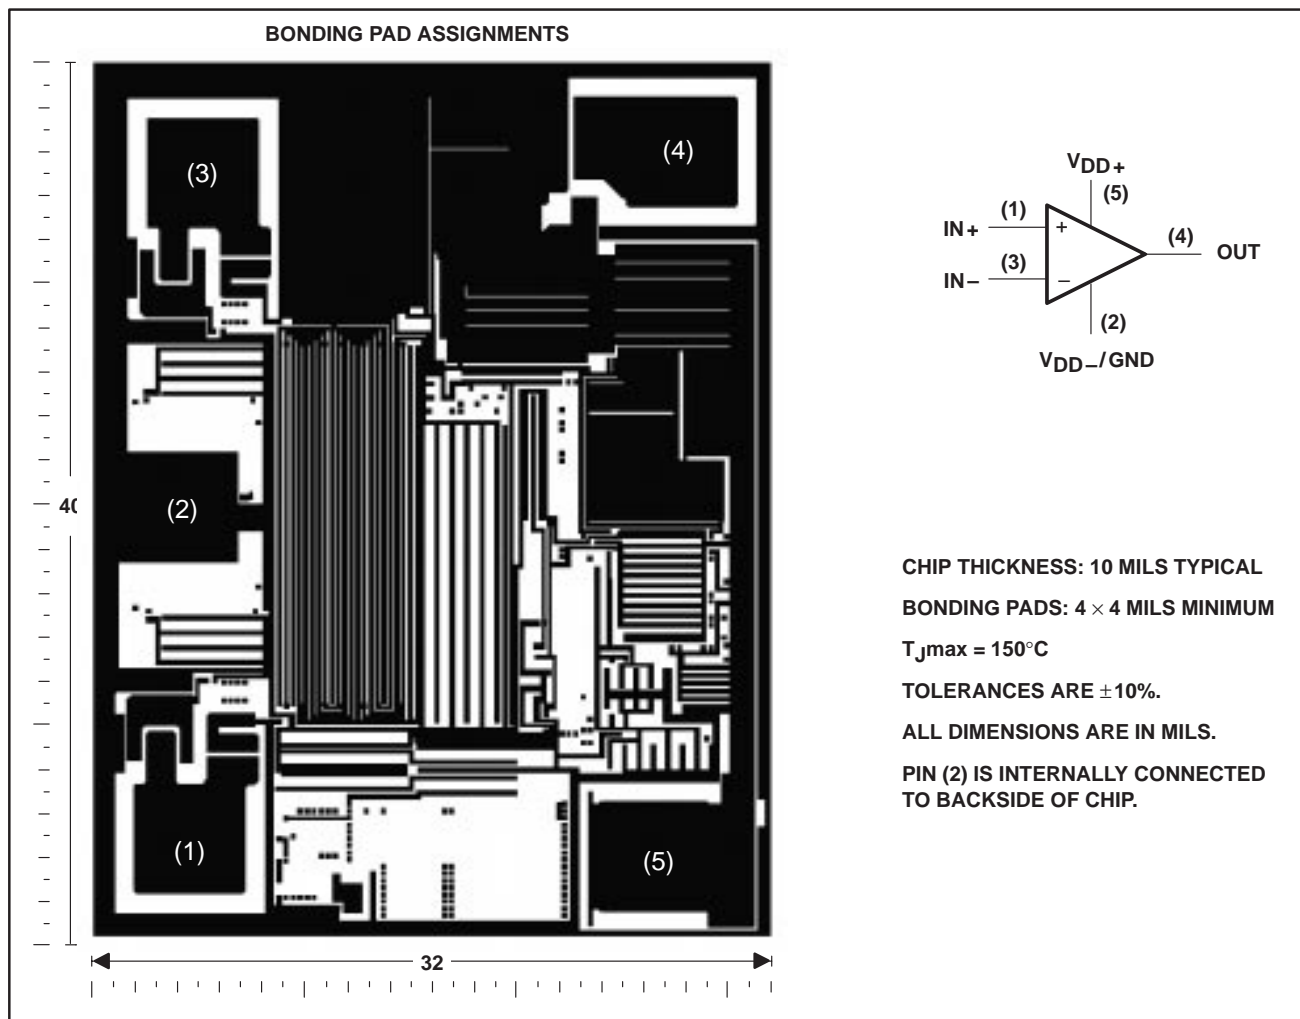 BONDING PAD ASSIGNMENTS
(3)
(4)
(2)
(1)
(5)
40
32
VDD+
(5)
(1)
IN+
+
(4)
OUT
(3)
IN−
−
(2)
VDD−/GND
CHIP THICKNESS: 10 MILS TYPICAL
BONDING PADS: 4 × 4 MILS MINIMUM
TJmax = 150°C
TOLERANCES ARE ±10%.
ALL DIMENSIONS ARE IN MILS.
PIN (2) IS INTERNALLY CONNECTED
TO BACKSIDE OF CHIP.